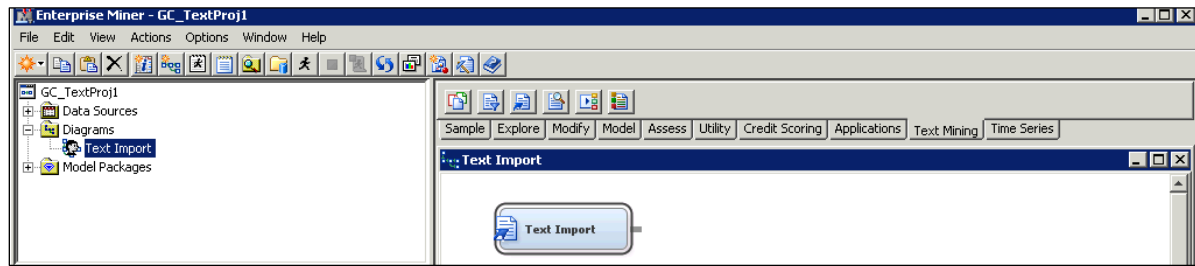 Enterprise Miner - GC_TextProj1
File Edit View Actions Options Window Help
GC_TextProj1
Data Sources
Diagrams
Text Import
Model Packages
Sample Explore Modify Model Assess Utility Credit Scoring Applications Text Mining Time Series
Text Import
Text Import